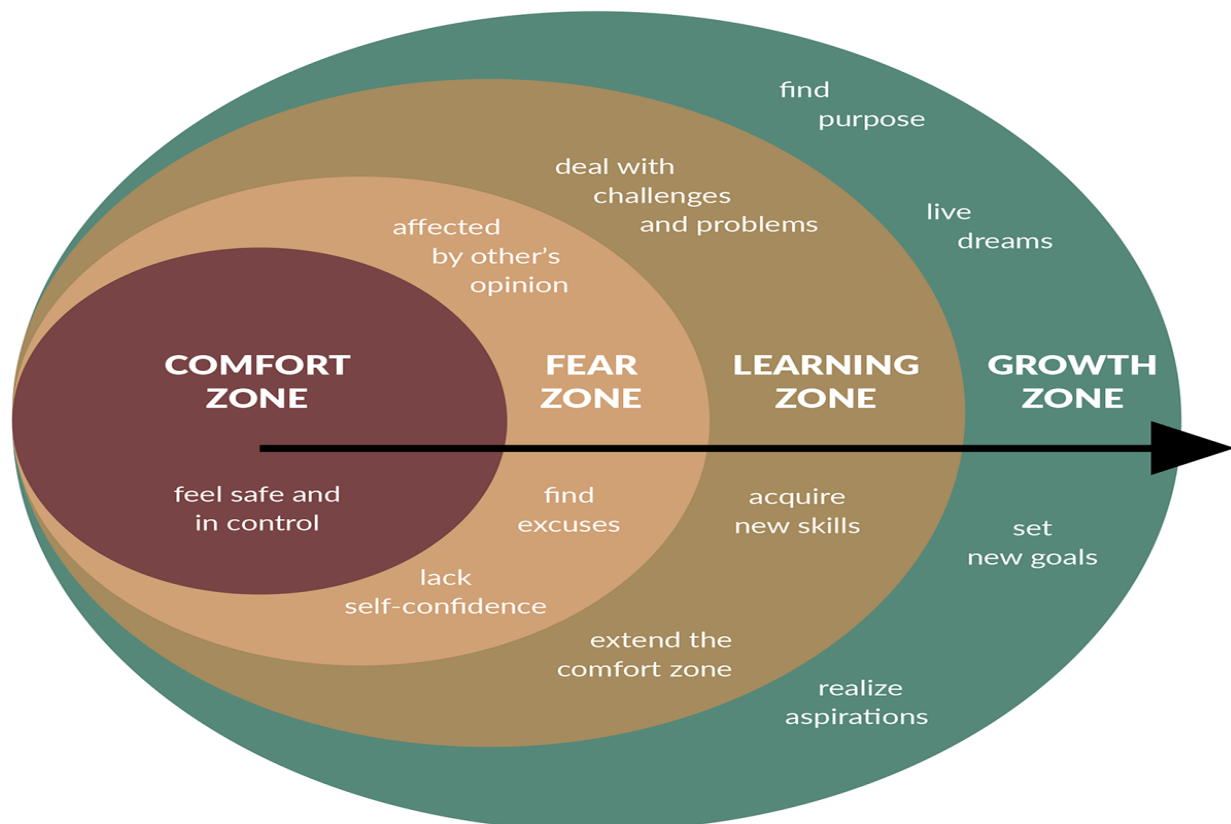 find
purpose
live
dreams
set
new goals
realize
aspirations
deal with
challenges
and problems
acquire
new skills
extend the
comfort zone
affected
by other’s
opinion
find
excuses
lack
self-confidence
COMFORT
ZONE
feel safe and
in control
FEAR
ZONE
LEARNING
ZONE
GROWTH
ZONE